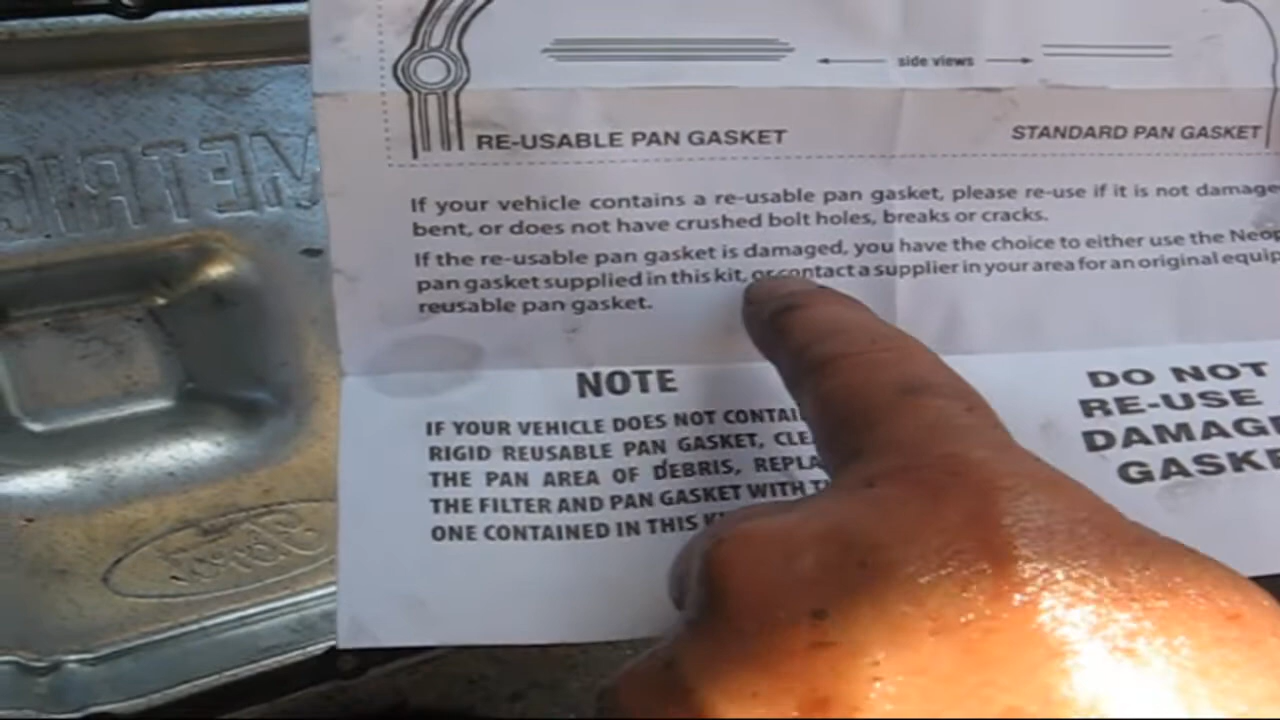 METRIC
Ford
side views
RE-USABLE PAN GASKET
STANDARD PAN GASKET
If your vehicle contains a re-usable pan gasket, please re-use if it is not damage
bent, or does not have crushed bolt holes, breaks or cracks.
If the re-usable pan gasket is damaged, you have the choice to either use the Neop
pan gasket supplied in this kit, or contact a supplier in your area for an original equip
reusable pan gasket.
NOTE
IF YOUR VEHICLE DOES NOT CONTAI
RIGID REUSABLE PAN GASKET, CLE
THE PAN AREA OF DEBRIS, REPLA
THE FILTER AND PAN GASKET WITH T
ONE CONTAINED IN THIS K
DO NOT
RE-USE
DAMAG
GASKE